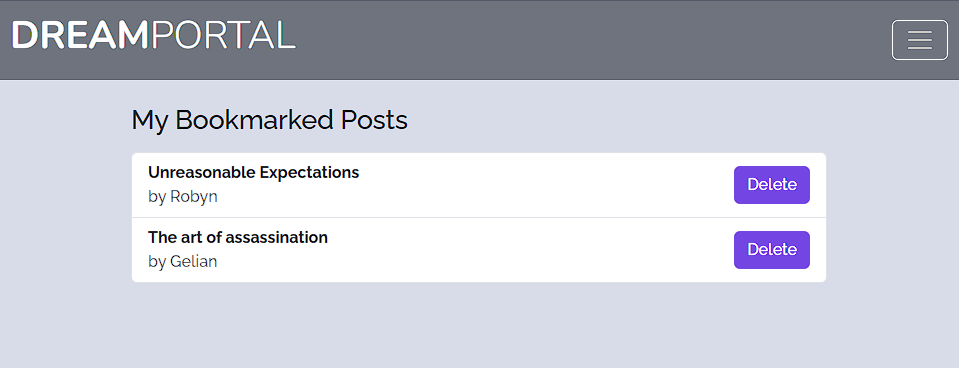 DREAMPORTAL
My Bookmarked Posts
Unreasonable Expectations
by Robyn
Delete
The art of assassination
by Gelian
Delete